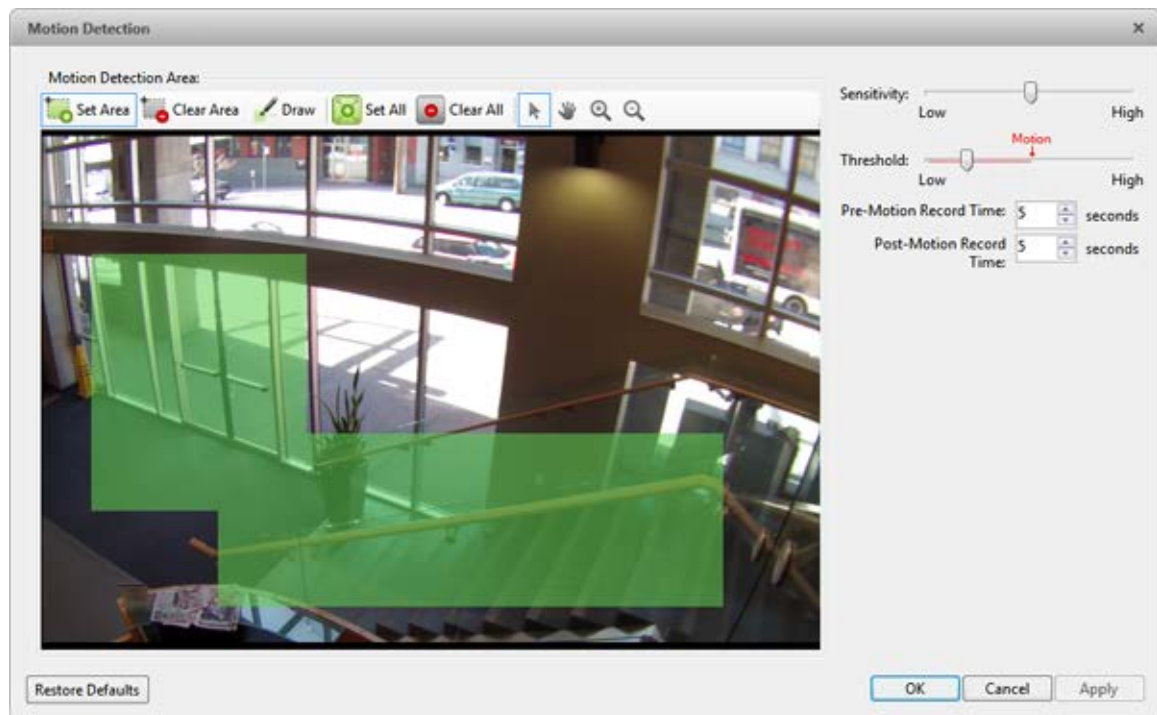 Motion Detection
Motion Detection Area:
Set Area Clear Area Draw Set All Clear All
Sensitivity:
Low High
Motion
Threshold:
Low High
Pre-Motion Record Time: 5 seconds
Post-Motion Record Time: 5 seconds
Restore Defaults OK Cancel Apply